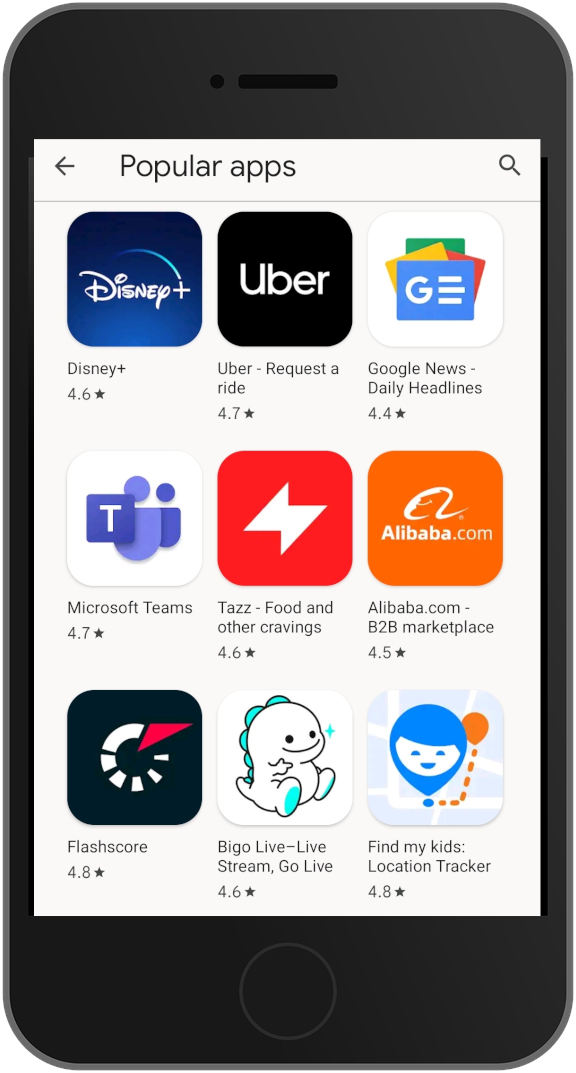 Popular apps
Disney+
Uber
GE
Disney+
Uber - Request a
ride
Google News -
Daily Headlines
4.6 ★
4.7 ★
4.4 ★
T
Alibaba.com
Microsoft Teams
Tazz - Food and
other cravings
Alibaba.com -
B2B marketplace
4.7 ★
4.6 ★
4.5 ★
Flashscore
Bigo Live–Live
Stream, Go Live
Find my kids:
Location Tracker
4.8 ★
4.6 ★
4.8 ★